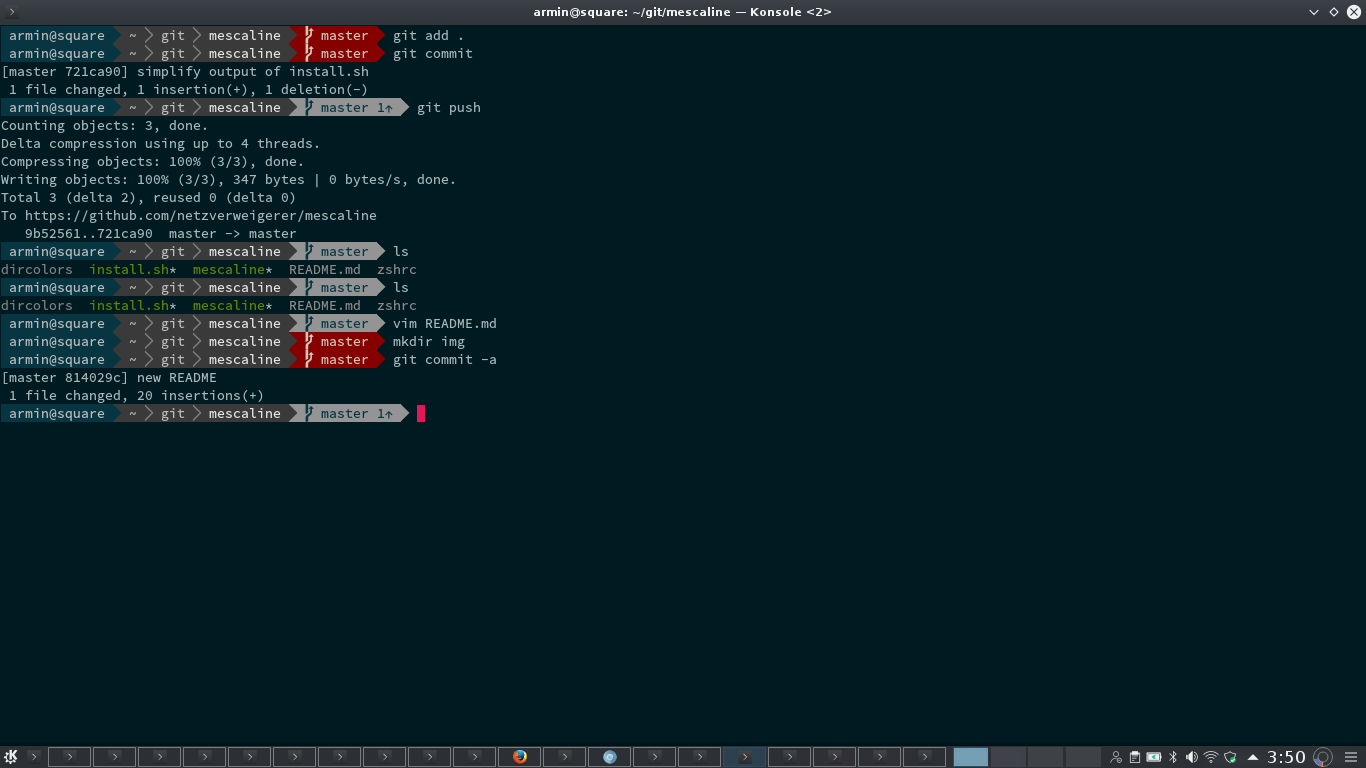 armin@square: ~/git/mescaline — Konsole <2>
armin@square ~ git mescaline master git add .
armin@square ~ git mescaline master git commit
[master 721ca90] simplify output of install.sh
1 file changed, 1 insertion(+), 1 deletion(-)
armin@square ~ git mescaline master 1↑ git push
Counting objects: 3, done.
Delta compression using up to 4 threads.
Compressing objects: 100% (3/3), done.
Writing objects: 100% (3/3), 347 bytes | 0 bytes/s, done.
Total 3 (delta 2), reused 0 (delta 0)
To https://github.com/netzverweigerer/mescaline
9b52561..721ca90  master -> master
armin@square ~ git mescaline master ls
dircolors  install.sh*  mescaline*  README.md  zshrc
armin@square ~ git mescaline master ls
dircolors  install.sh*  mescaline*  README.md  zshrc
armin@square ~ git mescaline master vim README.md
armin@square ~ git mescaline master mkdir img
armin@square ~ git mescaline master git commit -a
[master 814029c] new README
1 file changed, 20 insertions(+)
armin@square ~ git mescaline master 1↑
3:50